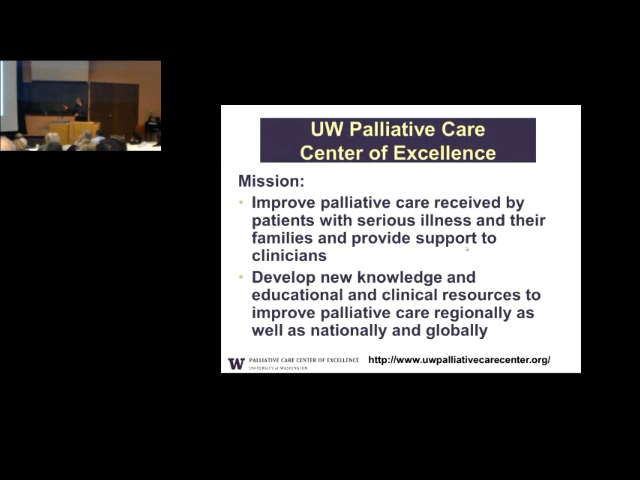 UW Palliative Care
Center of Excellence
Mission:
• Improve palliative care received by
patients with serious illness and their
families and provide support to
clinicians
• Develop new knowledge and
educational and clinical resources to
improve palliative care regionally as
well as nationally and globally
W PALLIATIVE CARE CENTER OF EXCELLENCE
UNIVERSITY of WASHINGTON
http://www.uwpalliativecarecenter.org/